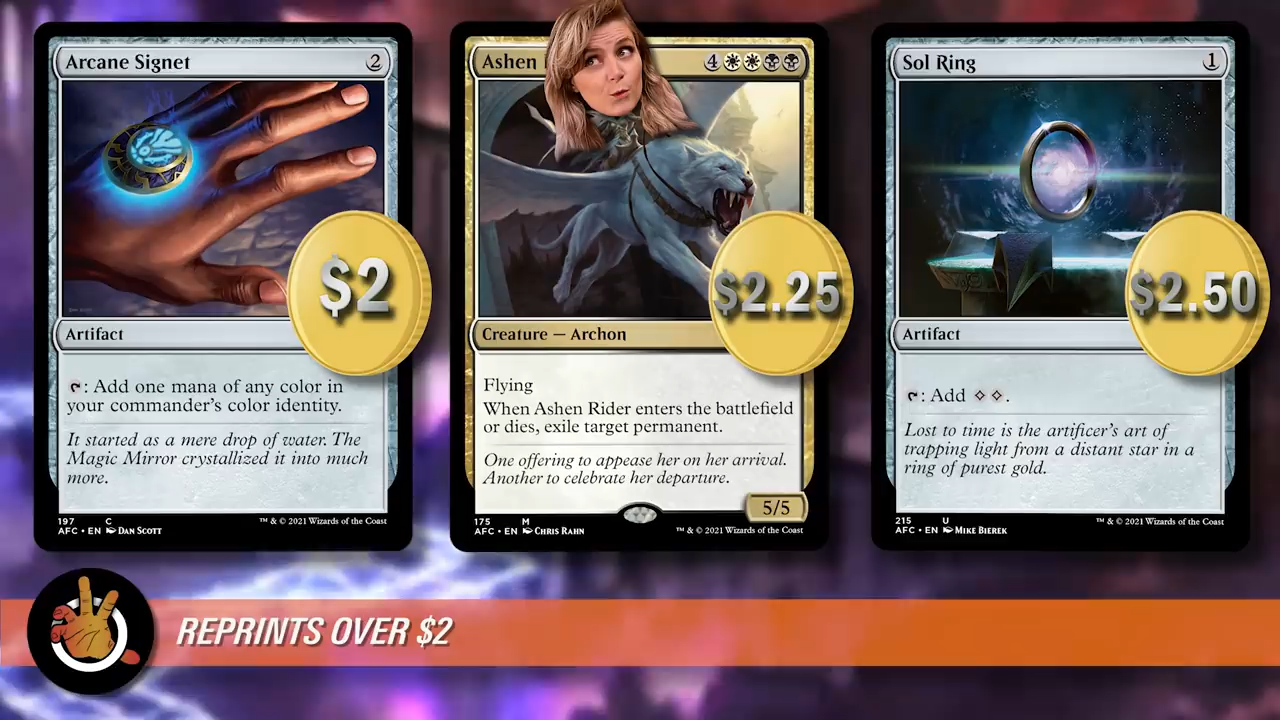 Arcane Signet 2
$2
Artifact
: Add one mana of any color in
your commander's color identity.
It started as a mere drop of water. The
Magic Mirror crystallized it into much
more.
197 C
AFC • EN DAN SCOTT
™ & © 2021 Wizards of the Coast
Ashen 4
$2.25
Creature — Archon
Flying
When Ashen Rider enters the battlefield
or dies, exile target permanent.
One offering to appease her on her arrival.
Another to celebrate her departure.
5/5
175 M
AFC • EN CHRIS RAHN
™ & © 2021 Wizards of the Coast
Sol Ring 1
$2.50
Artifact
: Add .
Lost to time is the artificer's art of
trapping light from a distant star in a
ring of purest gold.
215 U
AFC • EN MIKE BIEREK
™ & © 2021 Wizards of the Coast
REPRINTS OVER $2